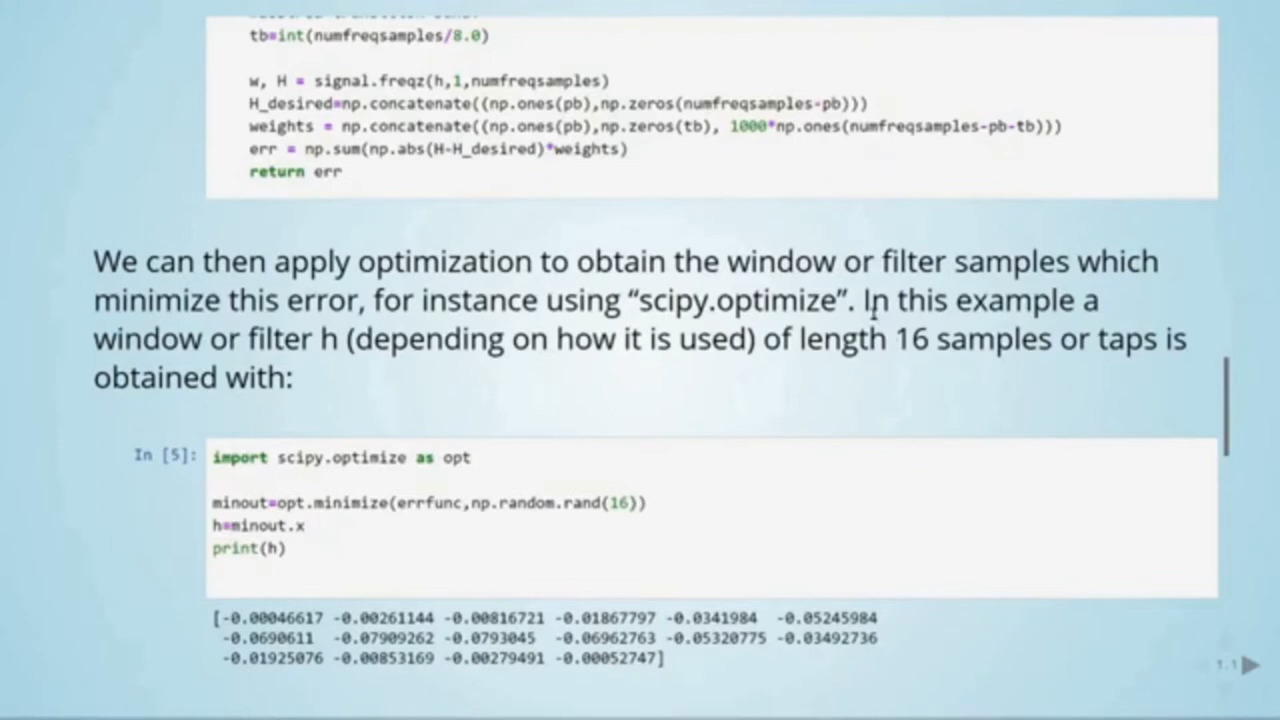 tb=int(numfreqsamples/8.0)
w, H = signal.freqz(h,1,numfreqsamples)
H_desired=np.concatenate((np.ones(pb),np.zeros(numfreqsamples-pb)))
weights = np.concatenate((np.ones(pb),np.zeros(tb), 1000*np.ones(numfreqsamples-pb-tb)))
err = np.sum(np.abs(H-H_desired)*weights)
return err
We can then apply optimization to obtain the window or filter samples which
minimize this error, for instance using “scipy.optimize”. In this example a
window or filter h (depending on how it is used) of length 16 samples or taps is
obtained with:
In [5]: import scipy.optimize as opt
minout=opt.minimize(errfunc,np.random.rand(16))
h=minout.x
print(h)
[-0.00046617 -0.00261144 -0.00816721 -0.01867797 -0.0341984 -0.05245984
-0.0690611 -0.07909262 -0.0793045 -0.06962763 -0.05320775 -0.03492736
-0.01925076 -0.00853169 -0.00279491 -0.00052747]
1.1